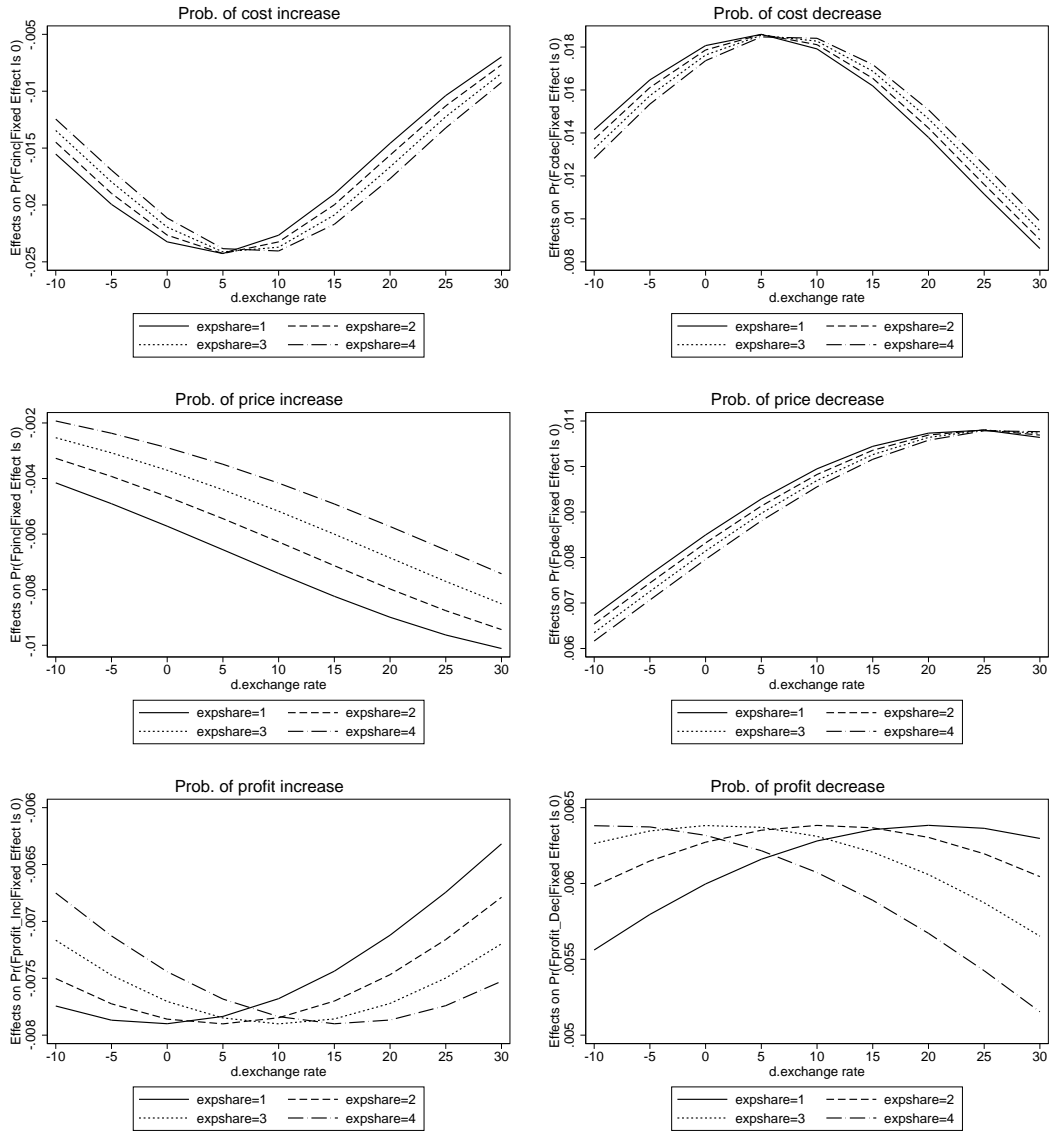 Prob. of cost increase
Effects on Pr(Fcinc|Fixed Effect Is 0)
-.005
-.01
-.015
-.02
-.025
-10 -5 0 5 10 15 20 25 30
d.exchange rate
expshare=1 expshare=2
expshare=3 expshare=4
Prob. of cost decrease
Effects on Pr(Fcdec|Fixed Effect Is 0)
.018
.016
.014
.012
.01
.008
-10 -5 0 5 10 15 20 25 30
d.exchange rate
expshare=1 expshare=2
expshare=3 expshare=4
Prob. of price increase
Effects on Pr(Fpinc|Fixed Effect Is 0)
-.002
-.004
-.006
-.008
-.01
-10 -5 0 5 10 15 20 25 30
d.exchange rate
expshare=1 expshare=2
expshare=3 expshare=4
Prob. of price decrease
Effects on Pr(Fpdec|Fixed Effect Is 0)
.011
.01
.009
.008
.007
.006
-10 -5 0 5 10 15 20 25 30
d.exchange rate
expshare=1 expshare=2
expshare=3 expshare=4
Prob. of profit increase
Effects on Pr(Fprofit_Inc|Fixed Effect Is 0)
-.006
-.0065
-.007
-.0075
-.008
-10 -5 0 5 10 15 20 25 30
d.exchange rate
expshare=1 expshare=2
expshare=3 expshare=4
Prob. of profit decrease
Effects on Pr(Fprofit_Dec|Fixed Effect Is 0)
.0065
.006
.0055
.005
-10 -5 0 5 10 15 20 25 30
d.exchange rate
expshare=1 expshare=2
expshare=3 expshare=4